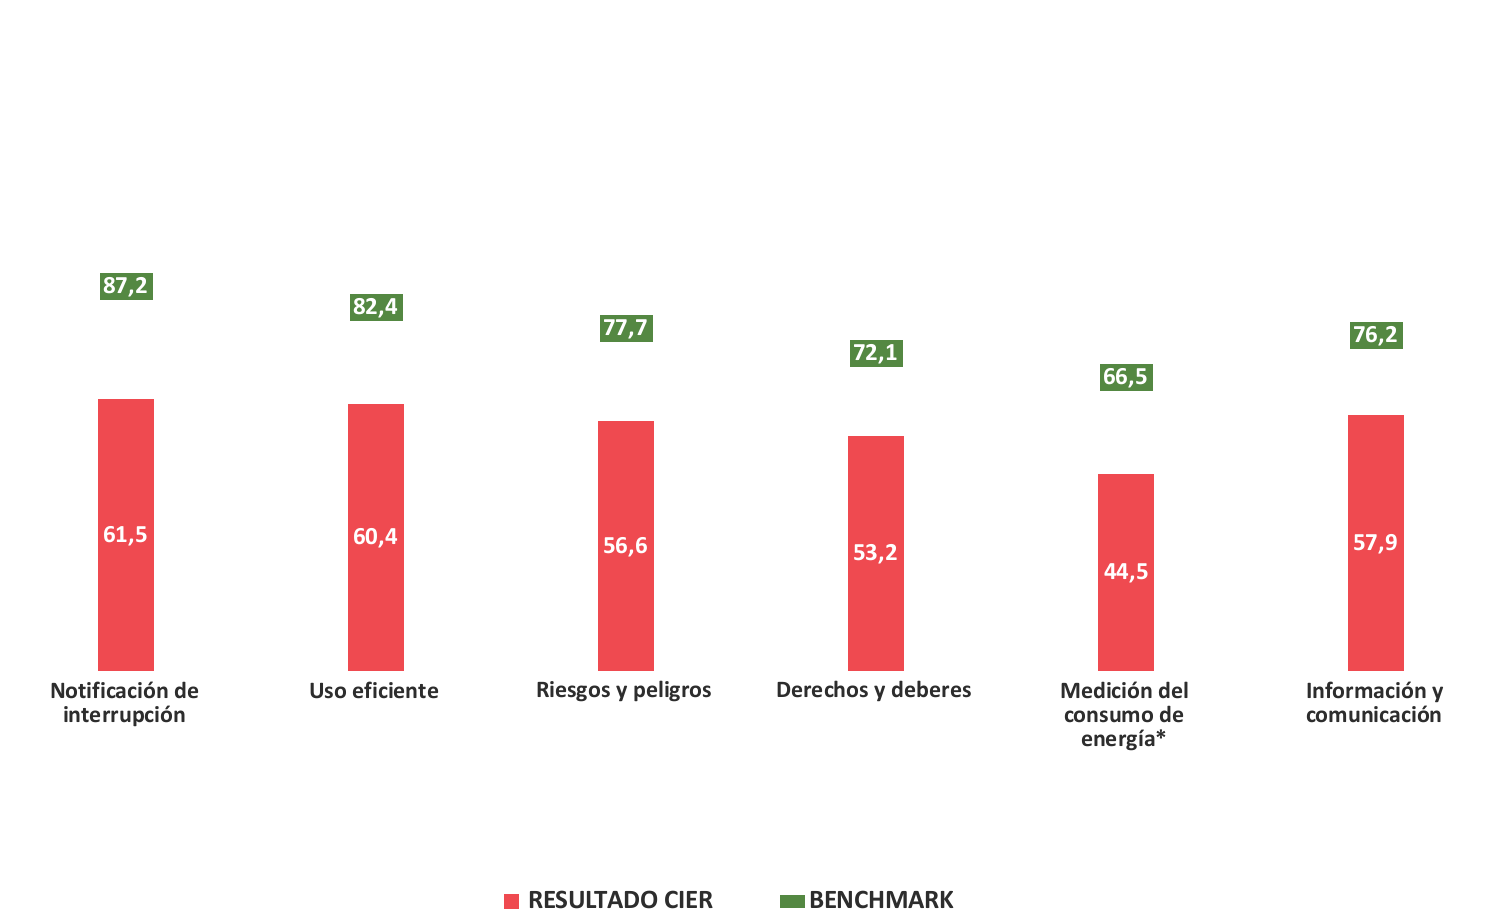 87,2
82,4
77,7
72,1
66,5
76,2
61,5
60,4
56,6
53,2
44,5
57,9
Notificación de
interrupción
Uso eficiente
Riesgos y peligros
Derechos y deberes
Medición del
consumo de
energía*
Información y
comunicación
RESULTADO CIER
BENCHMARK